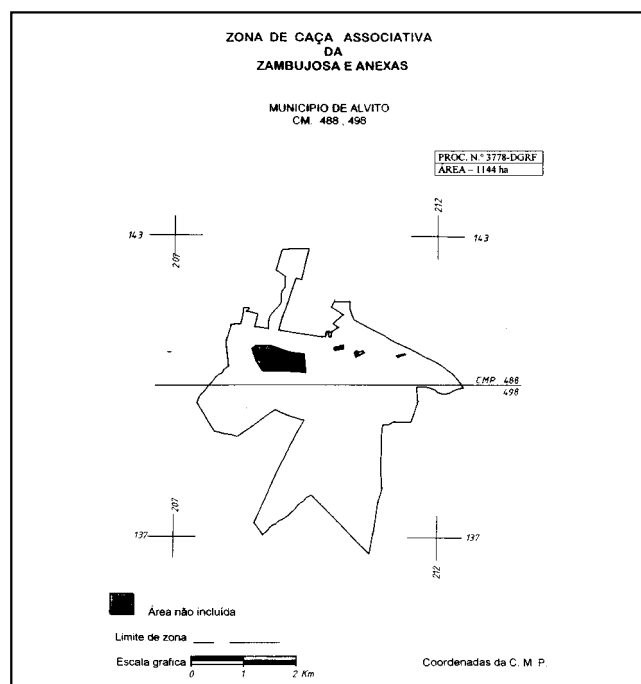 ZONA DE CAÇA ASSOCIATIVA
DA
ZAMBUJOSA E ANEXAS
MUNICIPIO DE ALVITO
CM. 488 , 498
PROC. N.º 3778-DGRF
ÁREA – 1144 ha
143
207
212
143
CMP 488
498
137
207
212
137
Área não incluída
Limite de zona
Escala grafica
0 1 2 Km
Coordenadas da C. M P.